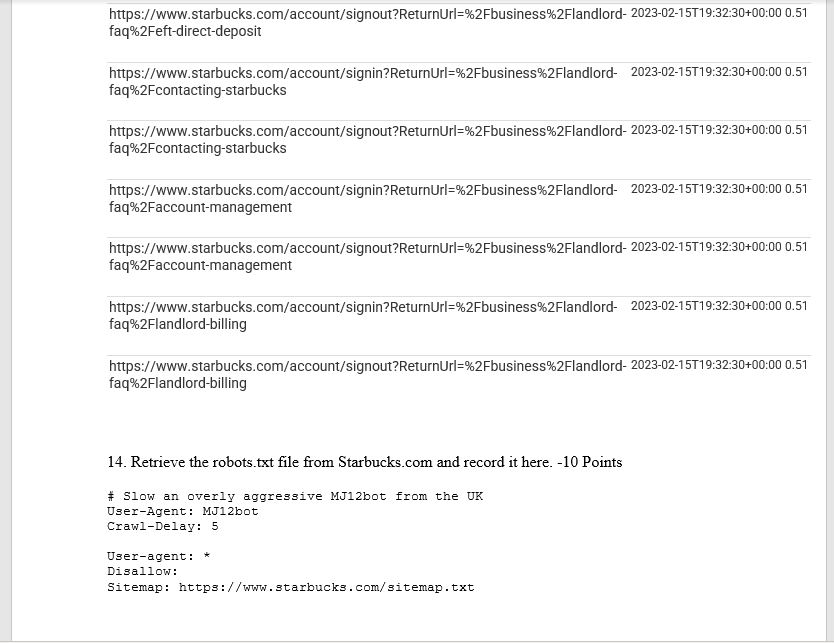 https://www.starbucks.com/account/signout?ReturnUrl=%2Fbusiness%2Flandlord- 2023-02-15T19:32:30+00:00 0.51
faq%2Feft-direct-deposit
https://www.starbucks.com/account/signin?ReturnUrl=%2Fbusiness%2Flandlord- 2023-02-15T19:32:30+00:00 0.51
faq%2Fcontacting-starbucks
https://www.starbucks.com/account/signout?ReturnUrl=%2Fbusiness%2Flandlord- 2023-02-15T19:32:30+00:00 0.51
faq%2Fcontacting-starbucks
https://www.starbucks.com/account/signin?ReturnUrl=%2Fbusiness%2Flandlord- 2023-02-15T19:32:30+00:00 0.51
faq%2Faccount-management
https://www.starbucks.com/account/signout?ReturnUrl=%2Fbusiness%2Flandlord- 2023-02-15T19:32:30+00:00 0.51
faq%2Faccount-management
https://www.starbucks.com/account/signin?ReturnUrl=%2Fbusiness%2Flandlord- 2023-02-15T19:32:30+00:00 0.51
faq%2Flandlord-billing
https://www.starbucks.com/account/signout?ReturnUrl=%2Fbusiness%2Flandlord- 2023-02-15T19:32:30+00:00 0.51
faq%2Flandlord-billing
14. Retrieve the robots.txt file from Starbucks.com and record it here. -10 Points
# Slow an overly aggressive MJ12bot from the UK
User-Agent: MJ12bot
Crawl-Delay: 5
User-agent: *
Disallow:
Sitemap: https://www.starbucks.com/sitemap.txt